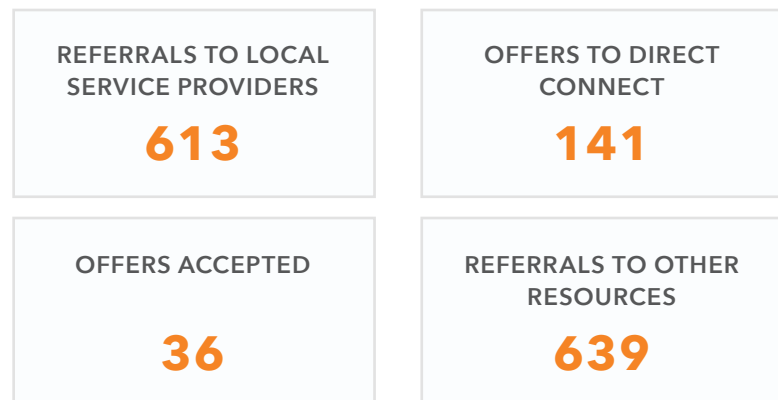 REFERRALS TO LOCAL
SERVICE PROVIDERS
613
OFFERS TO DIRECT
CONNECT
141
OFFERS ACCEPTED
36
REFERRALS TO OTHER
RESOURCES
639